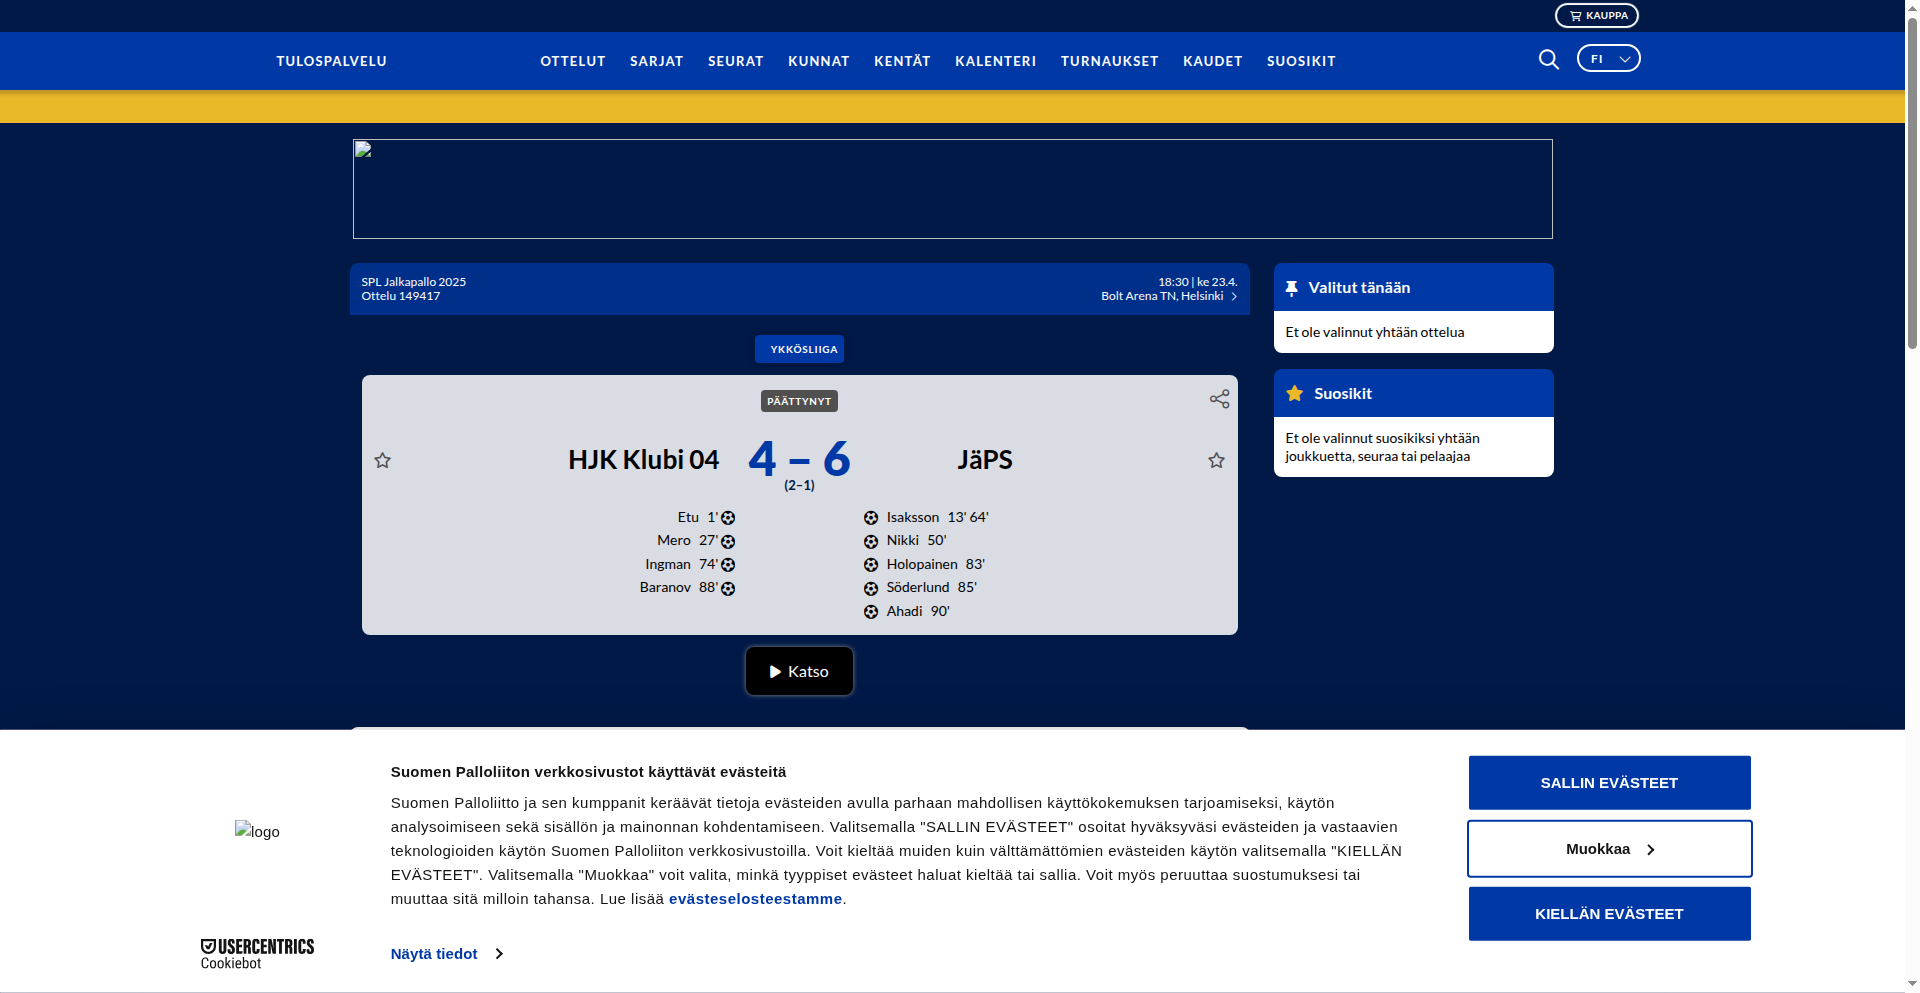 KAUPPA
TULOSPALVELU
OTTELUT SARJAT SEURAT KUNNAT KENTÄT KALENTERI TURNAUKSET KAUDET SUOSIKIT
FI
SPL Jalkapallo 2025
Ottelu 149417
18:30 | ke 23.4.
Bolt Arena TN, Helsinki
YKKÖSLIIGA
PÄÄTTYNYT
HJK Klubi 04 4 – 6 JäPS
(2–1)
Etu 1'
Mero 27'
Ingman 74'
Baranov 88'
Isaksson 13' 64'
Nikki 50'
Holopainen 83'
Söderlund 85'
Ahadi 90'
Katso
Valitut tänään
Et ole valinnut yhtään ottelua
Suosikit
Et ole valinnut suosikiksi yhtään
joukkuetta, seuraa tai pelaajaa
logo
USERCENTRICS
Cookiebot
Suomen Palloliiton verkkosivustot käyttävät evästeitä
Suomen Palloliitto ja sen kumppanit keräävät tietoja evästeiden avulla parhaan mahdollisen käyttökokemuksen tarjoamiseksi, käytön
analysoimiseen sekä sisällön ja mainonnan kohdentamiseen. Valitsemalla "SALLIN EVÄSTEET" osoitat hyväksyväsi evästeiden ja vastaavien
teknologioiden käytön Suomen Palloliiton verkkosivustoilla. Voit kieltää muiden kuin välttämättömien evästeiden käytön valitsemalla "KIELLÄN
EVÄSTEET". Valitsemalla "Muokkaa" voit valita, minkä tyyppiset evästeet haluat kieltää tai sallia. Voit myös peruuttaa suostumuksesi tai
muuttaa sitä milloin tahansa. Lue lisää evästeselosteestamme.
Näytä tiedot
SALLIN EVÄSTEET
Muokkaa
KIELLÄN EVÄSTEET